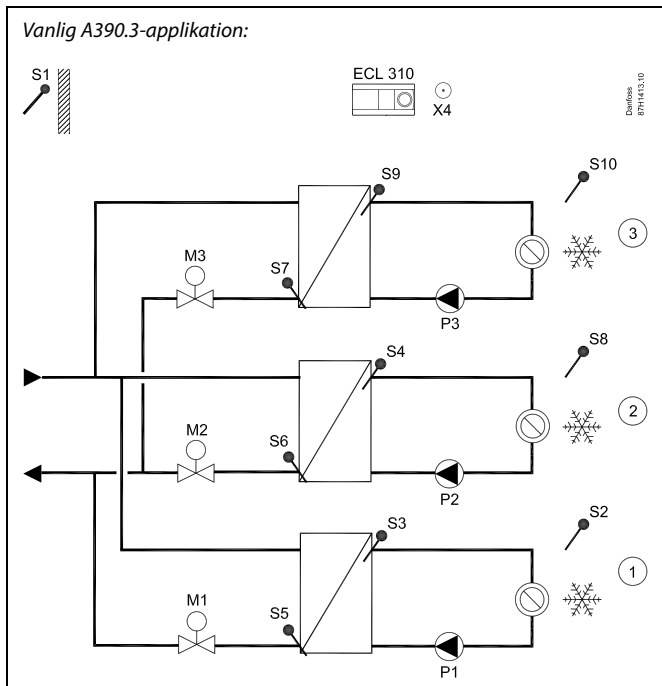 Vanlig A390.3-applikation:
S1
ECL 310
X4
Danfoss
87H1413.10
S9
S10
3
M3
S7
P3
S4
S8
2
M2
S6
P2
S3
S2
1
M1
S5
P1